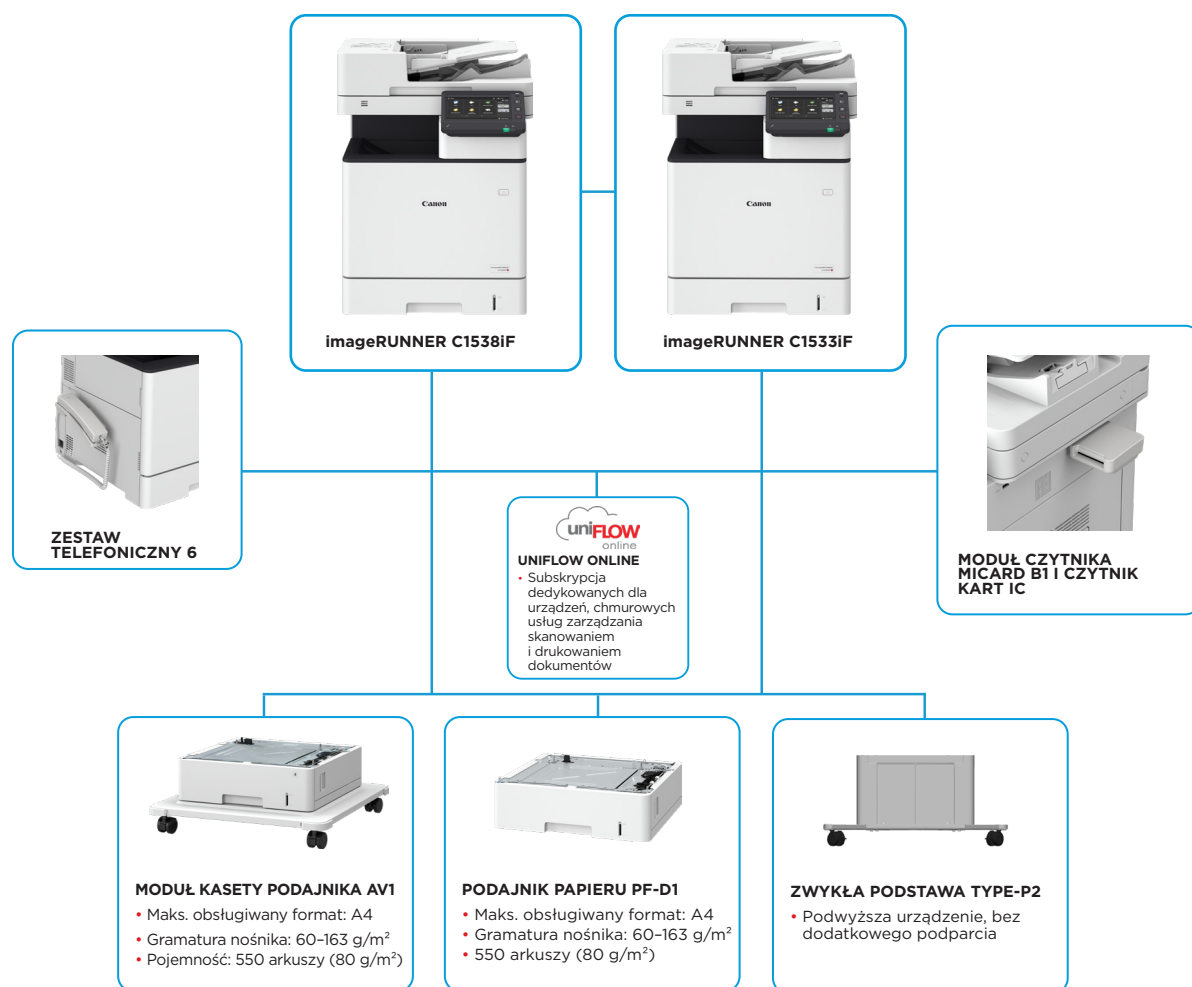 Canon
Canon
imageRUNNER C1538iF
imageRUNNER C1533iF
ZESTAW
TELEFONICZNY 6
uniFLOW
online
UNIFLOW ONLINE
• Subskrypcja
dedykowanych dla
urządzeń, chmurowych
usług zarządzania
skanowaniem
i drukowaniem
dokumentów
MODUŁ CZYTNIKA
MICARD B1 I CZYTNIK
KART IC
MODUŁ KASETY PODAJNIKA AV1
• Maks. obsługiwany format: A4
• Gramatura nośnika: 60–163 g/m²
• Pojemność: 550 arkuszy (80 g/m²)
PODAJNIK PAPIERU PF-D1
• Maks. obsługiwany format: A4
• Gramatura nośnika: 60–163 g/m²
• 550 arkuszy (80 g/m²)
ZWYKŁA PODSTAWA TYPE-P2
• Podwyższa urządzenie, bez
dodatkowego podparcia